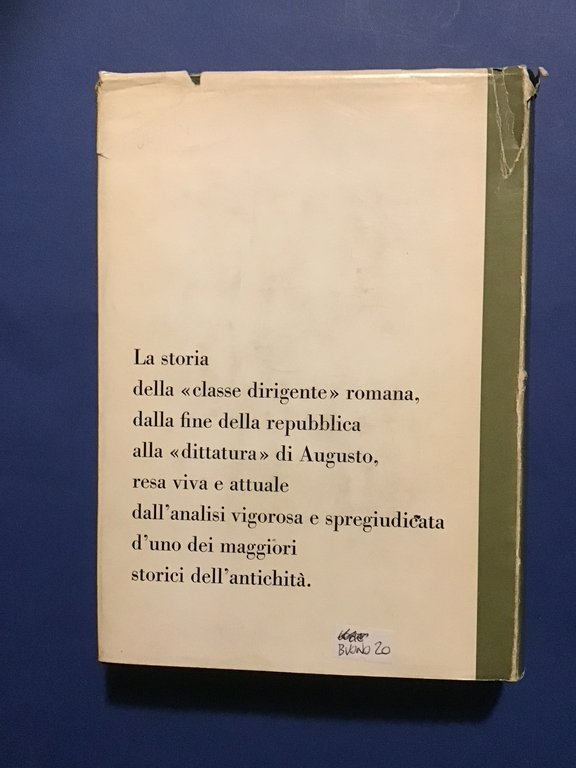 La storia
della «classe dirigente» romana,
dalla fine della repubblica
alla «dittatura» di Augusto,
resa viva e attuale
dall'analisi vigorosa e spregiudicata
d'uno dei maggiori
storici dell'antichità.
BUONO 20